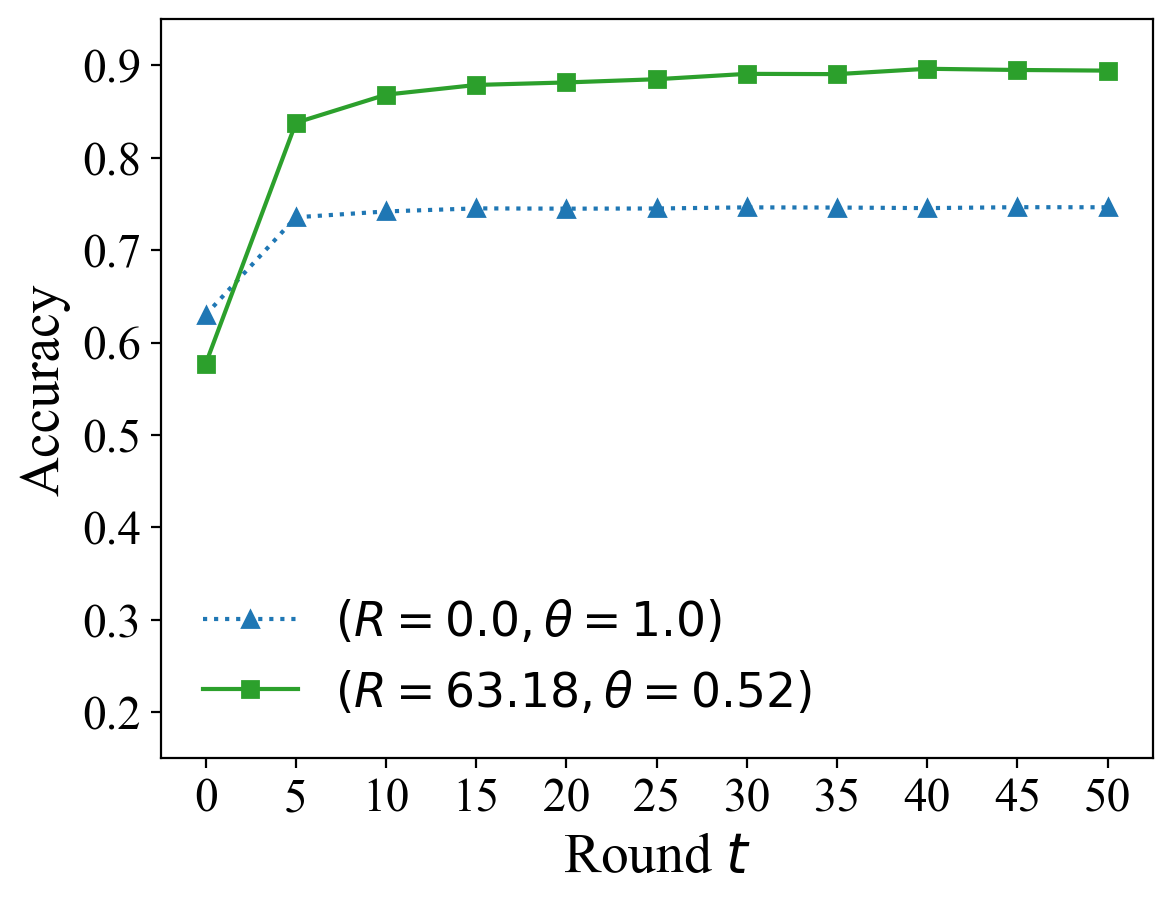 Accuracy
0.9
0.8
0.7
0.6
0.5
0.4
0.3
0.2
(R = 0.0, θ = 1.0)
(R = 63.18, θ = 0.52)
0 5 10 15 20 25 30 35 40 45 50
Round t